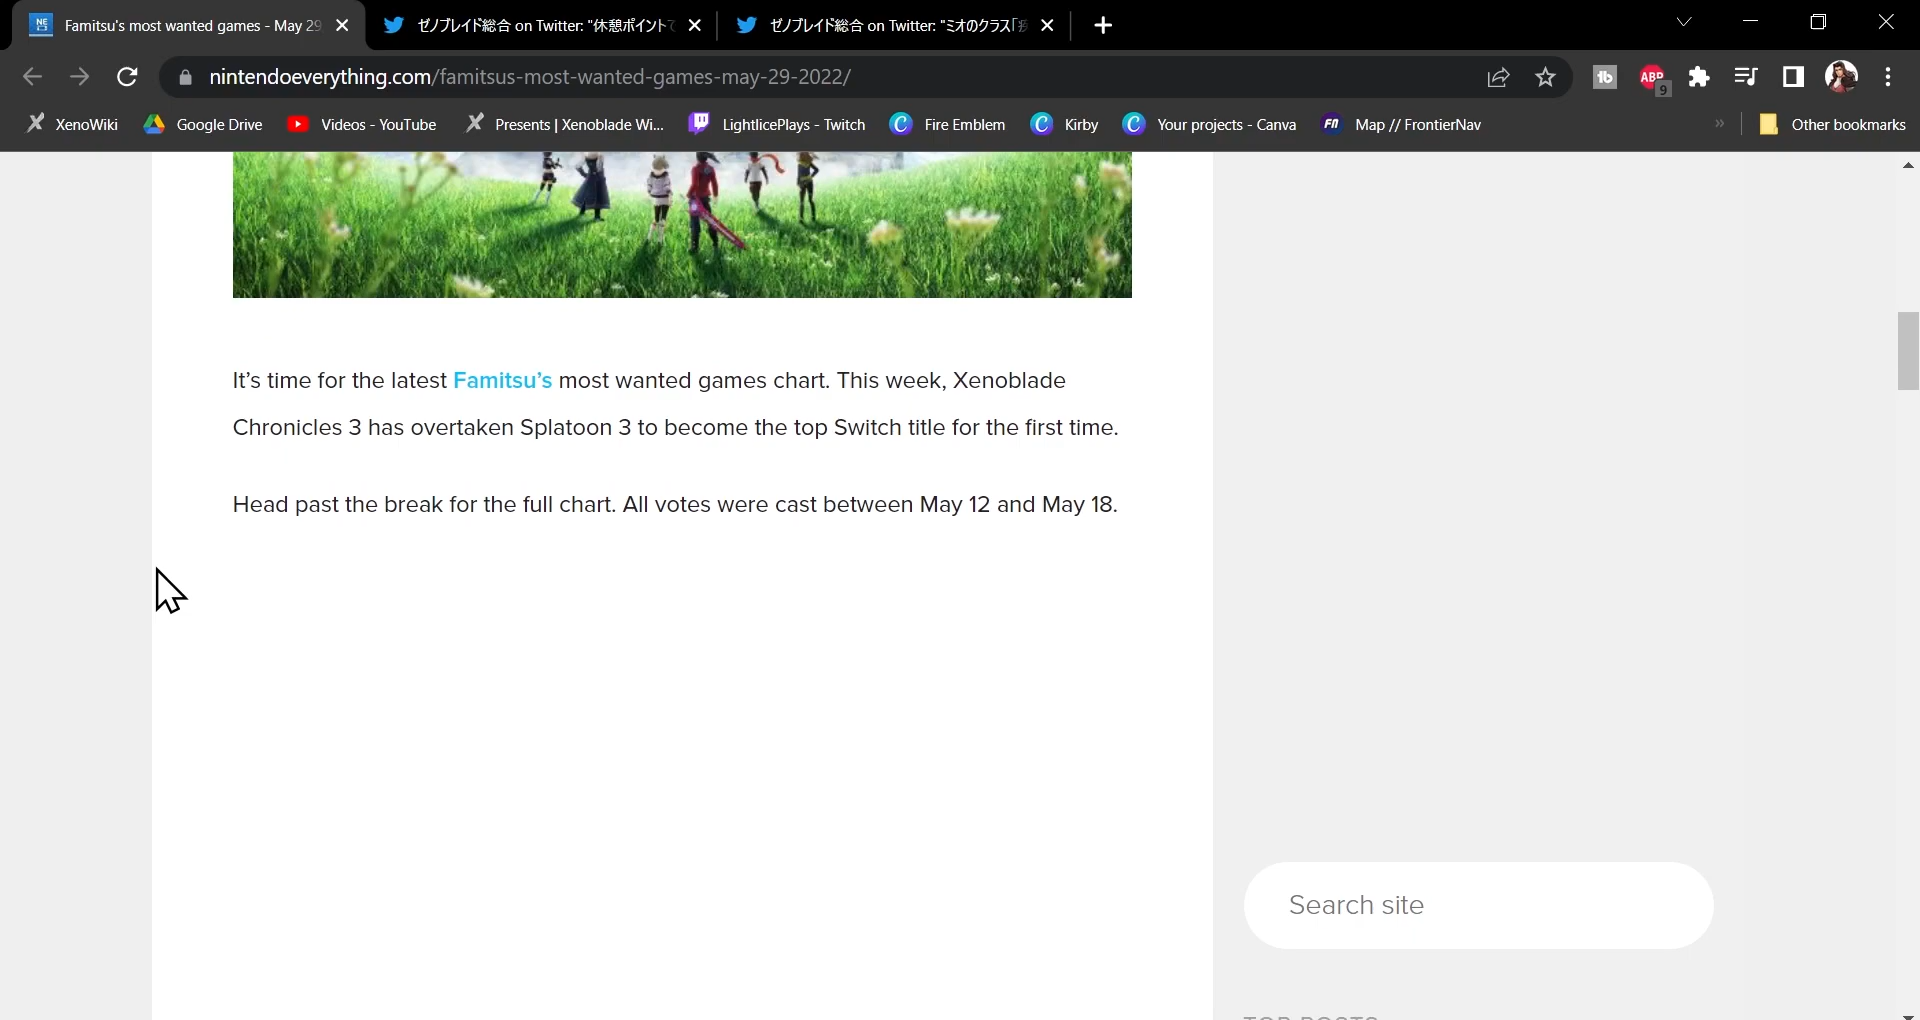 Famitsu's most wanted games - May 29
ゼノブレイド総合 on Twitter: "休憩ポイントで
ゼノブレイド総合 on Twitter: "ミオのクラス「
nintendoeverything.com/famitsus-most-wanted-games-may-29-2022/
ABP
9
XenoWiki
Google Drive
Videos - YouTube
Presents | Xenoblade Wi...
LightlicePlays - Twitch
Fire Emblem
Kirby
Your projects - Canva
FN
Map // FrontierNav
»
Other bookmarks
It’s time for the latest Famitsu’s most wanted games chart. This week, Xenoblade
Chronicles 3 has overtaken Splatoon 3 to become the top Switch title for the first time.
Head past the break for the full chart. All votes were cast between May 12 and May 18.
Search site
TOP POSTS